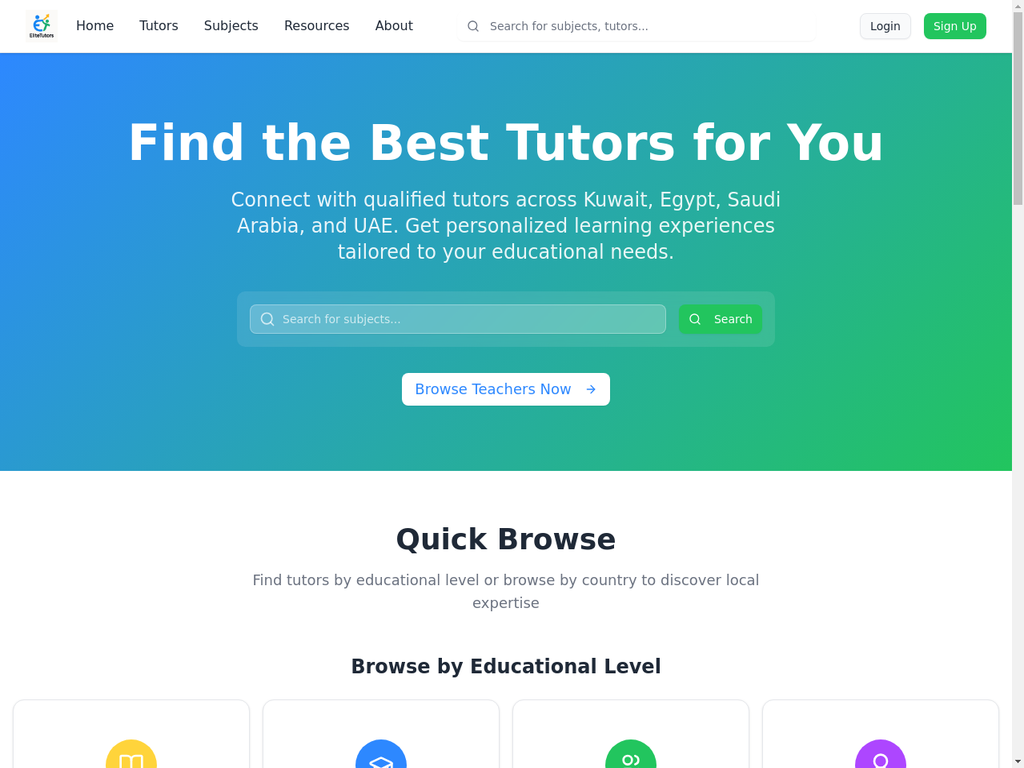 EliteTutors
Home
Tutors
Subjects
Resources
About
Search for subjects, tutors...
Login
Sign Up
Find the Best Tutors for You
Connect with qualified tutors across Kuwait, Egypt, Saudi
Arabia, and UAE. Get personalized learning experiences
tailored to your educational needs.
Search for subjects...
Search
Browse Teachers Now
Quick Browse
Find tutors by educational level or browse by country to discover local
expertise
Browse by Educational Level